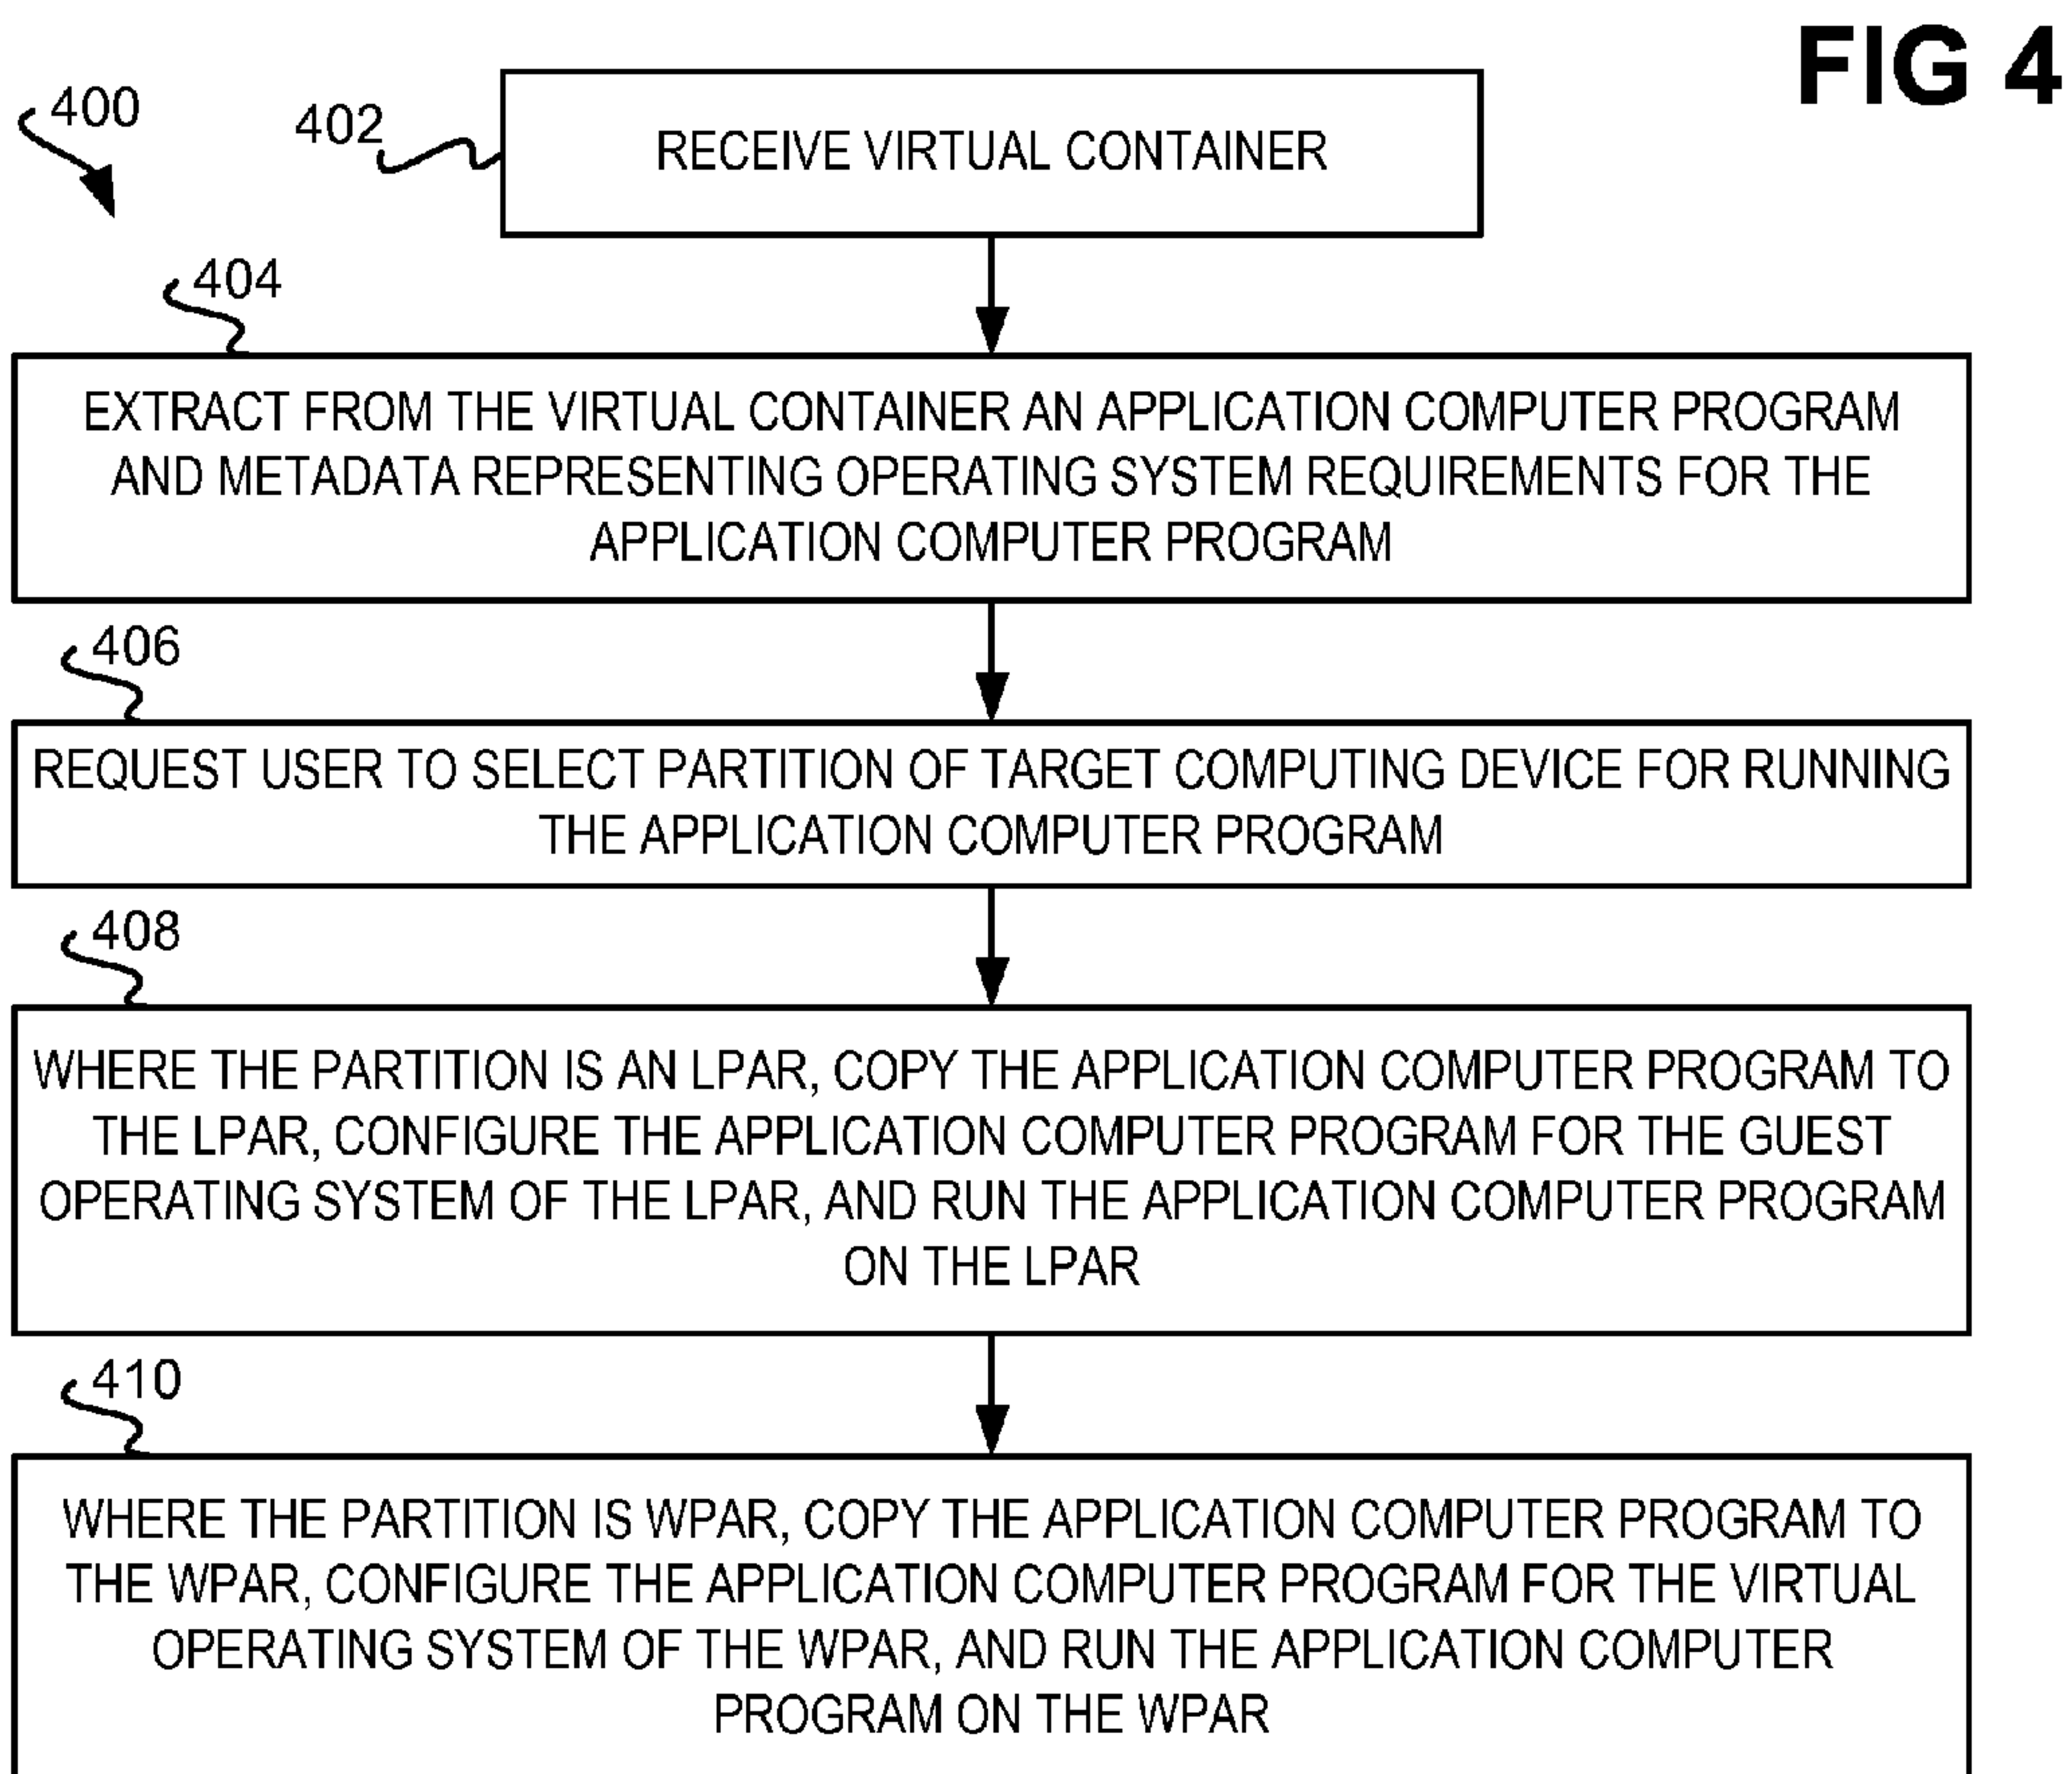 FIG 4
400
402
RECEIVE VIRTUAL CONTAINER
404
EXTRACT FROM THE VIRTUAL CONTAINER AN APPLICATION COMPUTER PROGRAM
AND METADATA REPRESENTING OPERATING SYSTEM REQUIREMENTS FOR THE
APPLICATION COMPUTER PROGRAM
406
REQUEST USER TO SELECT PARTITION OF TARGET COMPUTING DEVICE FOR RUNNING
THE APPLICATION COMPUTER PROGRAM
408
WHERE THE PARTITION IS AN LPAR, COPY THE APPLICATION COMPUTER PROGRAM TO
THE LPAR, CONFIGURE THE APPLICATION COMPUTER PROGRAM FOR THE GUEST
OPERATING SYSTEM OF THE LPAR, AND RUN THE APPLICATION COMPUTER PROGRAM
ON THE LPAR
410
WHERE THE PARTITION IS WPAR, COPY THE APPLICATION COMPUTER PROGRAM TO
THE WPAR, CONFIGURE THE APPLICATION COMPUTER PROGRAM FOR THE VIRTUAL
OPERATING SYSTEM OF THE WPAR, AND RUN THE APPLICATION COMPUTER
PROGRAM ON THE WPAR